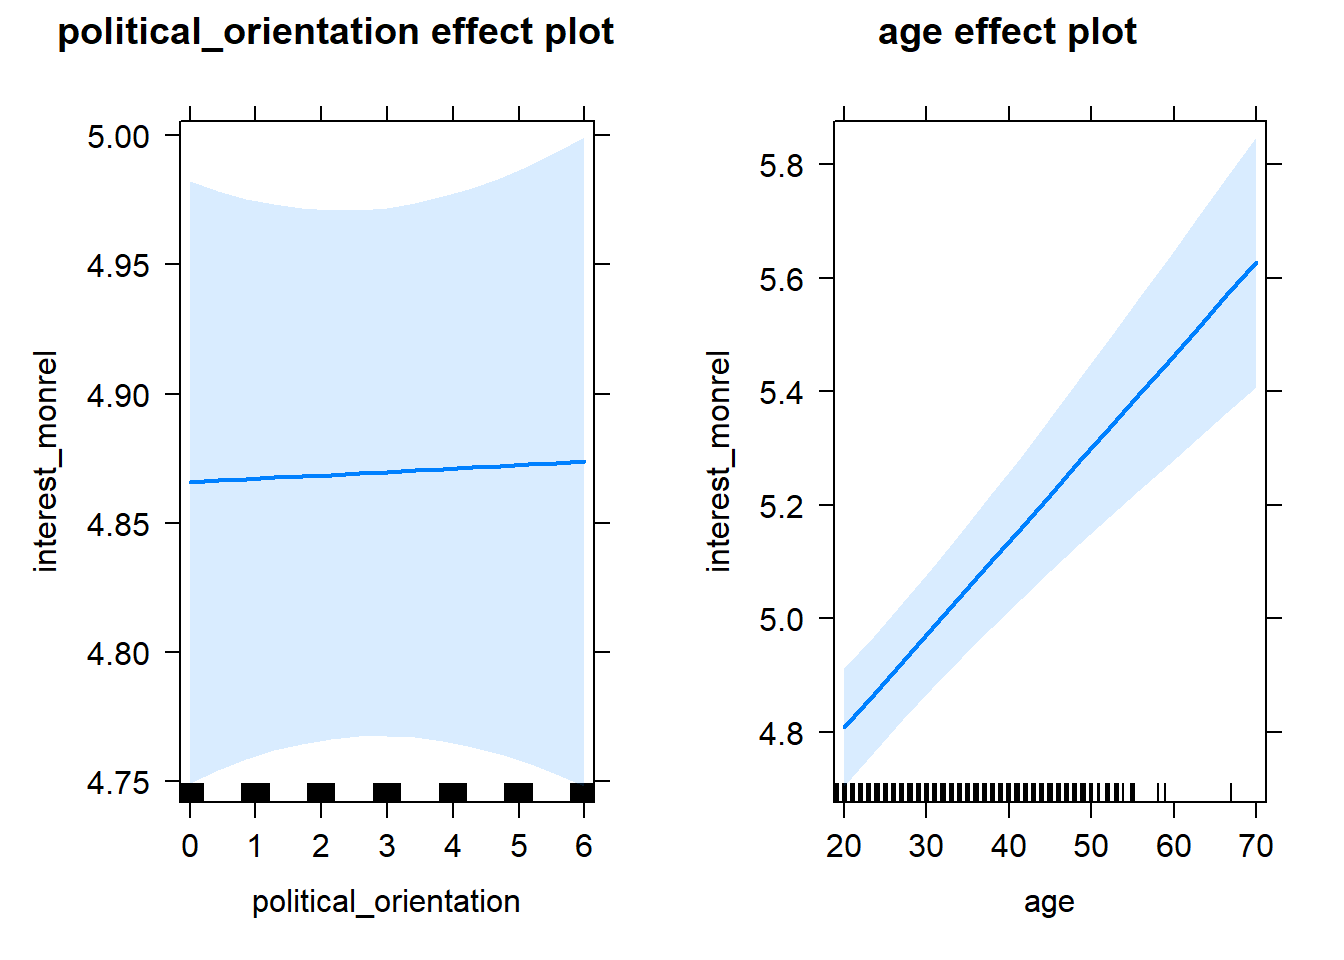 political_orientation effect plot
5.00
4.95
4.90
4.85
4.80
4.75
interest_monrel
0 1 2 3 4 5 6
political_orientation
age effect plot
5.8
5.6
5.4
5.2
5.0
4.8
interest_monrel
20 30 40 50 60 70
age